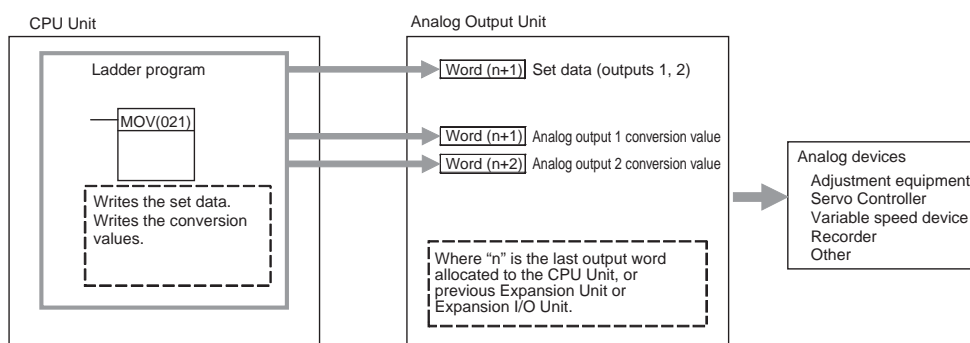 CPU Unit
Analog Output Unit
Ladder program
MOV(021)
Writes the set data.
Writes the conversion
values.
Word (n+1) Set data (outputs 1, 2)
Word (n+1) Analog output 1 conversion value
Word (n+2) Analog output 2 conversion value
Where “n” is the last output word
allocated to the CPU Unit, or
previous Expansion Unit or
Expansion I/O Unit.
Analog devices
Adjustment equipment
Servo Controller
Variable speed device
Recorder
Other